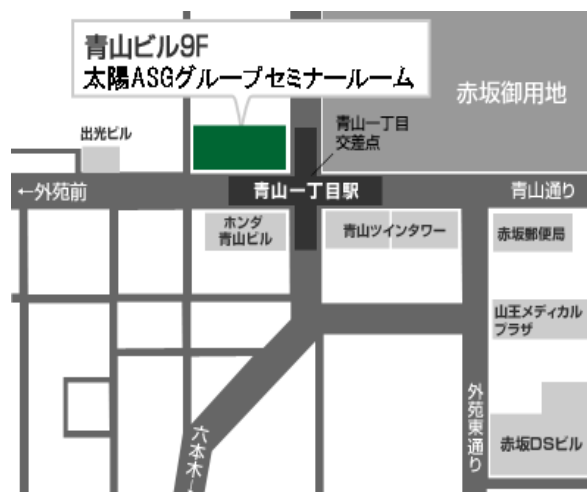 青山ビル9F
太陽ASGグループセミナールーム
赤坂御用地
青山一丁目
交差点
出光ビル
←外苑前
青山一丁目駅
青山通り
ホンダ
青山ビル
青山ツインタワー
赤坂郵便局
山王メディカル
プラザ
外苑東通り
六本木→
赤坂DSビル